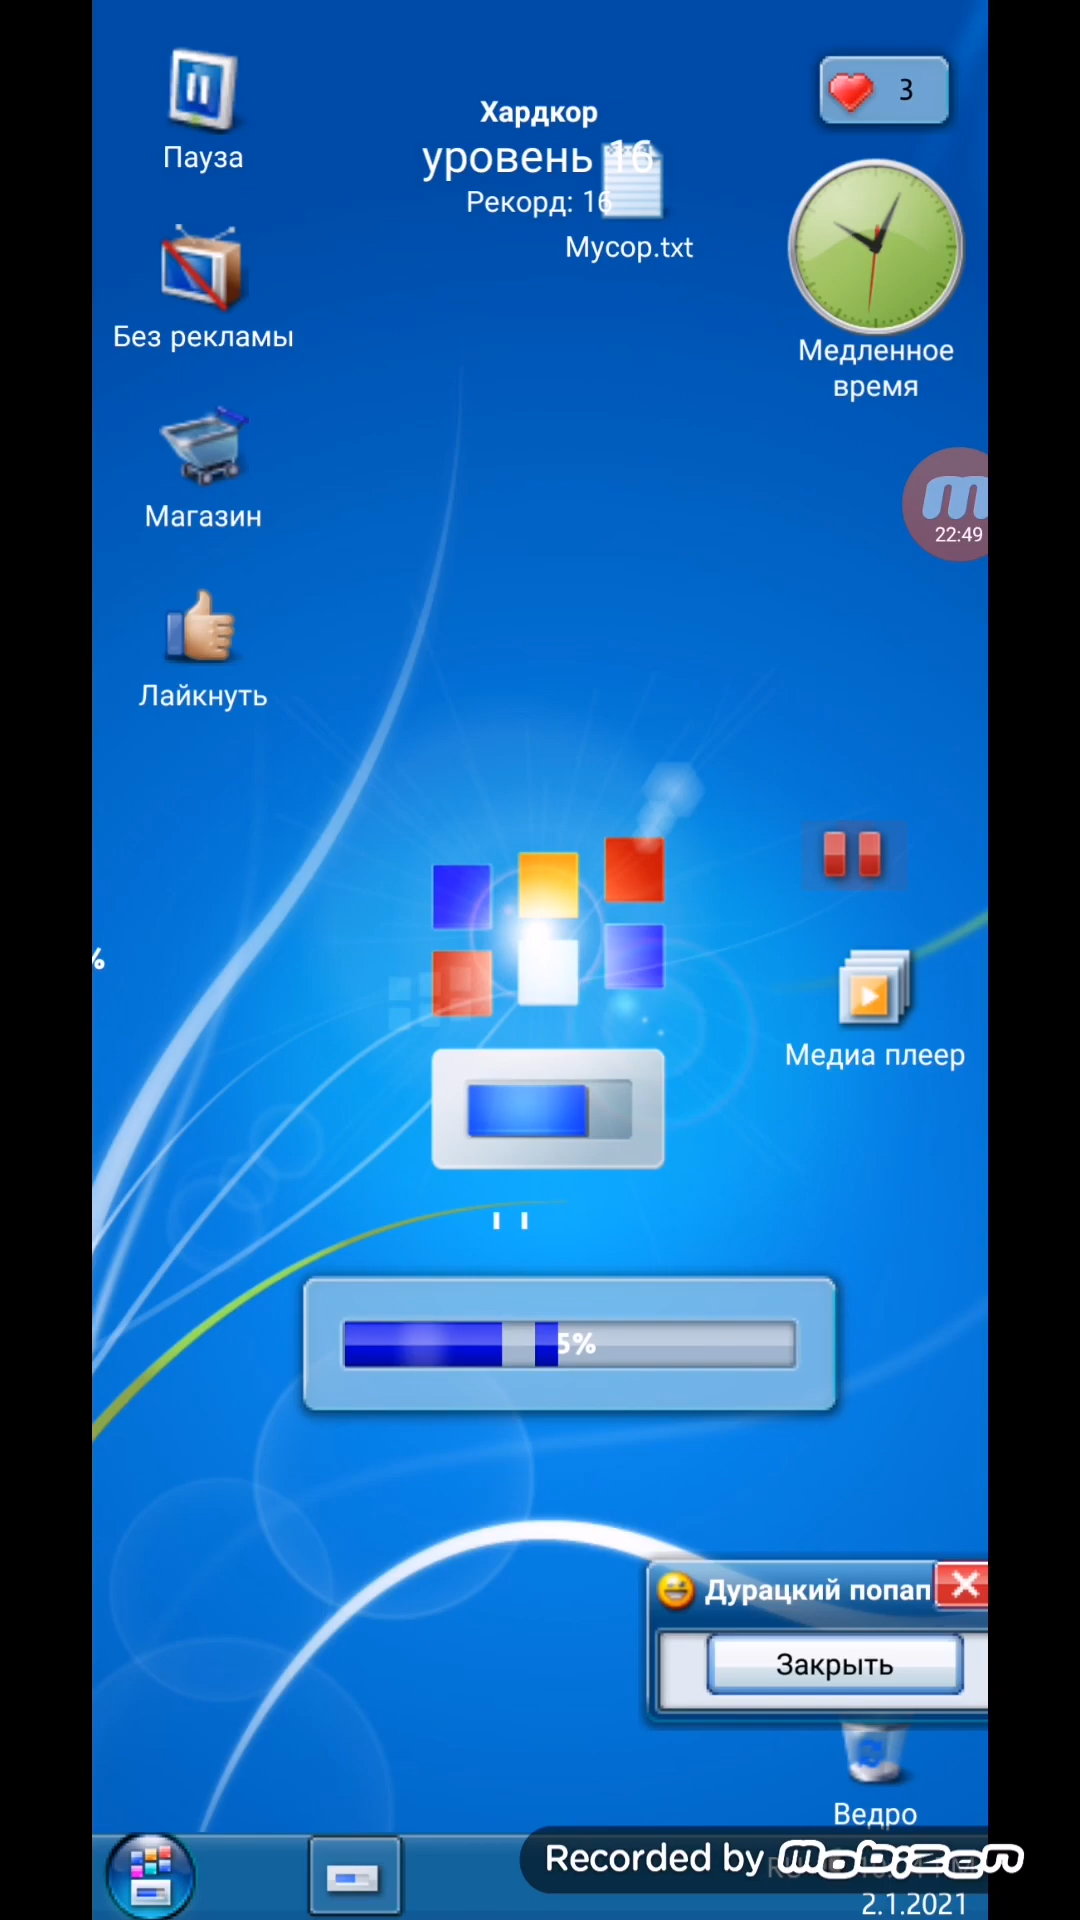 Пауза
Хардкор
3
уровень 16
Рекорд: 16
Мусор.txt
Без рекламы
Медленное
время
Магазин
22:49
Лайкнуть
%
Медиа плеер
5%
Дурацкий попап
Закрыть
Ведро
Recorded by mobizen
2.1.2021